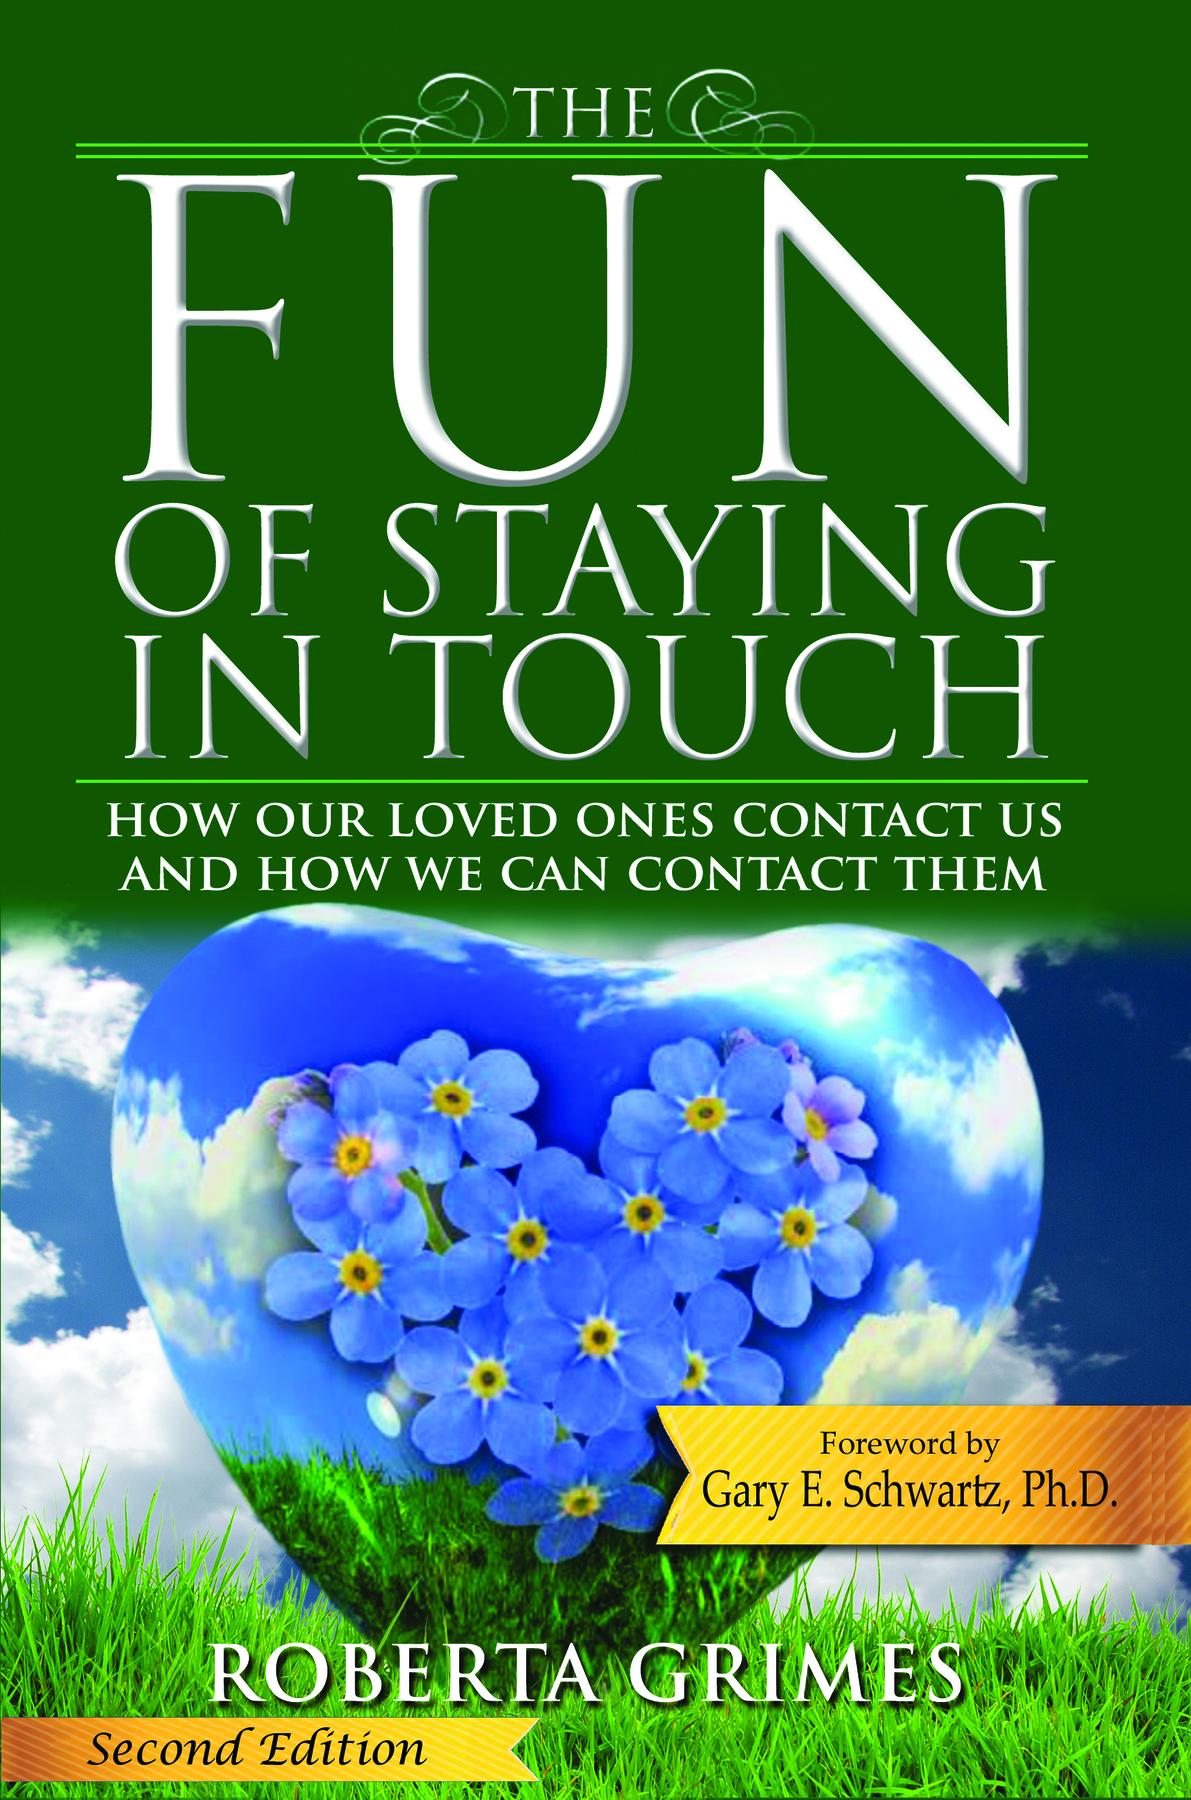 THE
FUN
OF STAYING
IN TOUCH
HOW OUR LOVED ONES CONTACT US
AND HOW WE CAN CONTACT THEM
Foreword by
Gary E. Schwartz, Ph.D.
ROBERTA GRIMES
Second Edition